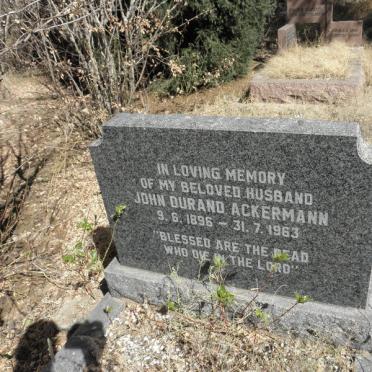 IN LOVING MEMORY
OF MY BELOVED HUSBAND
JOHN DURAND ACKERMANN
9. 6. 1896 – 31. 7. 1963
"BLESSED ARE THE DEAD
WHO DIE IN THE LORD."